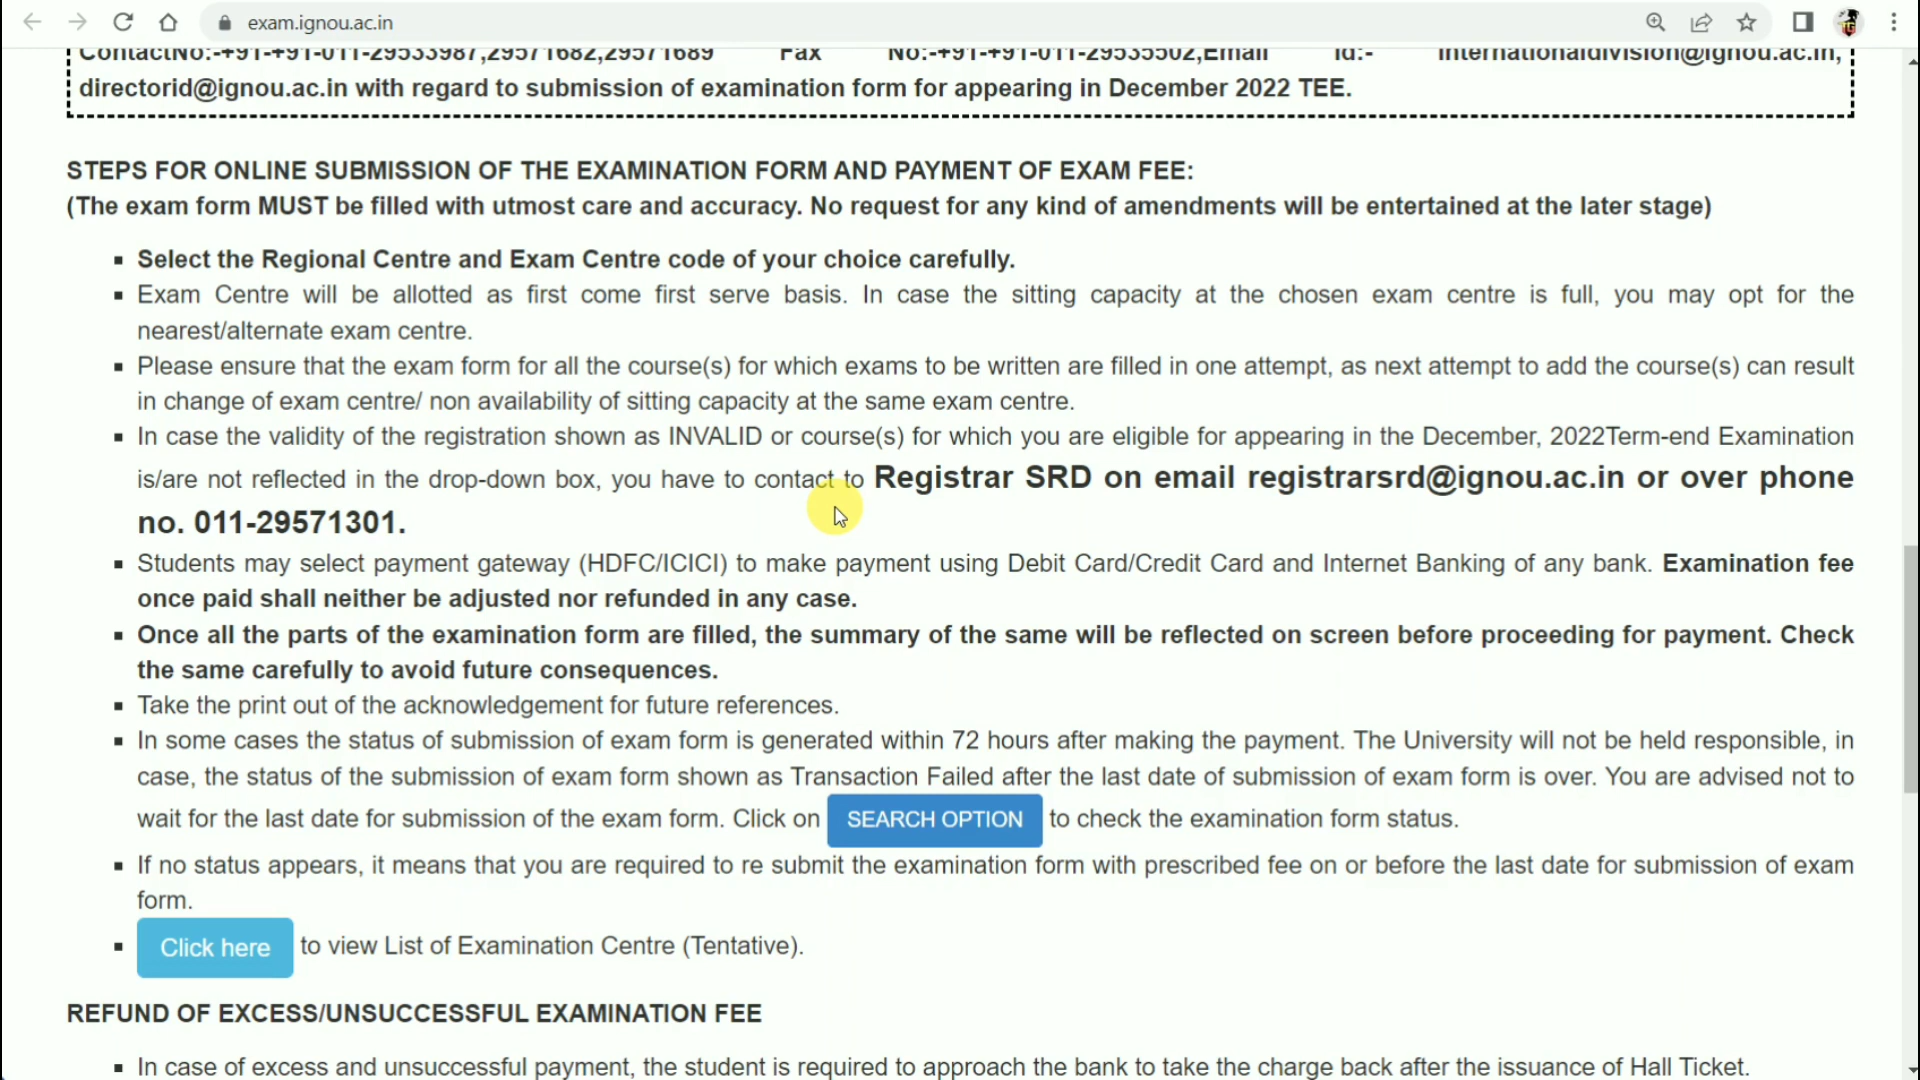 exam.ignou.ac.in
ContactNo:-+91-+91-011-29533987,29571682,29571689 Fax No:-+91-+91-011-29535502,Email Id:- internationaldivision@ignou.ac.in,
directorid@ignou.ac.in with regard to submission of examination form for appearing in December 2022 TEE.
STEPS FOR ONLINE SUBMISSION OF THE EXAMINATION FORM AND PAYMENT OF EXAM FEE:
(The exam form MUST be filled with utmost care and accuracy. No request for any kind of amendments will be entertained at the later stage)
▪ Select the Regional Centre and Exam Centre code of your choice carefully.
▪ Exam Centre will be allotted as first come first serve basis. In case the sitting capacity at the chosen exam centre is full, you may opt for the
nearest/alternate exam centre.
▪ Please ensure that the exam form for all the course(s) for which exams to be written are filled in one attempt, as next attempt to add the course(s) can result
in change of exam centre/ non availability of sitting capacity at the same exam centre.
▪ In case the validity of the registration shown as INVALID or course(s) for which you are eligible for appearing in the December, 2022Term-end Examination
is/are not reflected in the drop-down box, you have to contact to Registrar SRD on email registrarsrd@ignou.ac.in or over phone
no. 011-29571301.
▪ Students may select payment gateway (HDFC/ICICI) to make payment using Debit Card/Credit Card and Internet Banking of any bank. Examination fee
once paid shall neither be adjusted nor refunded in any case.
▪ Once all the parts of the examination form are filled, the summary of the same will be reflected on screen before proceeding for payment. Check
the same carefully to avoid future consequences.
▪ Take the print out of the acknowledgement for future references.
▪ In some cases the status of submission of exam form is generated within 72 hours after making the payment. The University will not be held responsible, in
case, the status of the submission of exam form shown as Transaction Failed after the last date of submission of exam form is over. You are advised not to
wait for the last date for submission of the exam form. Click on SEARCH OPTION to check the examination form status.
▪ If no status appears, it means that you are required to re submit the examination form with prescribed fee on or before the last date for submission of exam
form.
▪ Click here to view List of Examination Centre (Tentative).
REFUND OF EXCESS/UNSUCCESSFUL EXAMINATION FEE
▪ In case of excess and unsuccessful payment, the student is required to approach the bank to take the charge back after the issuance of Hall Ticket.